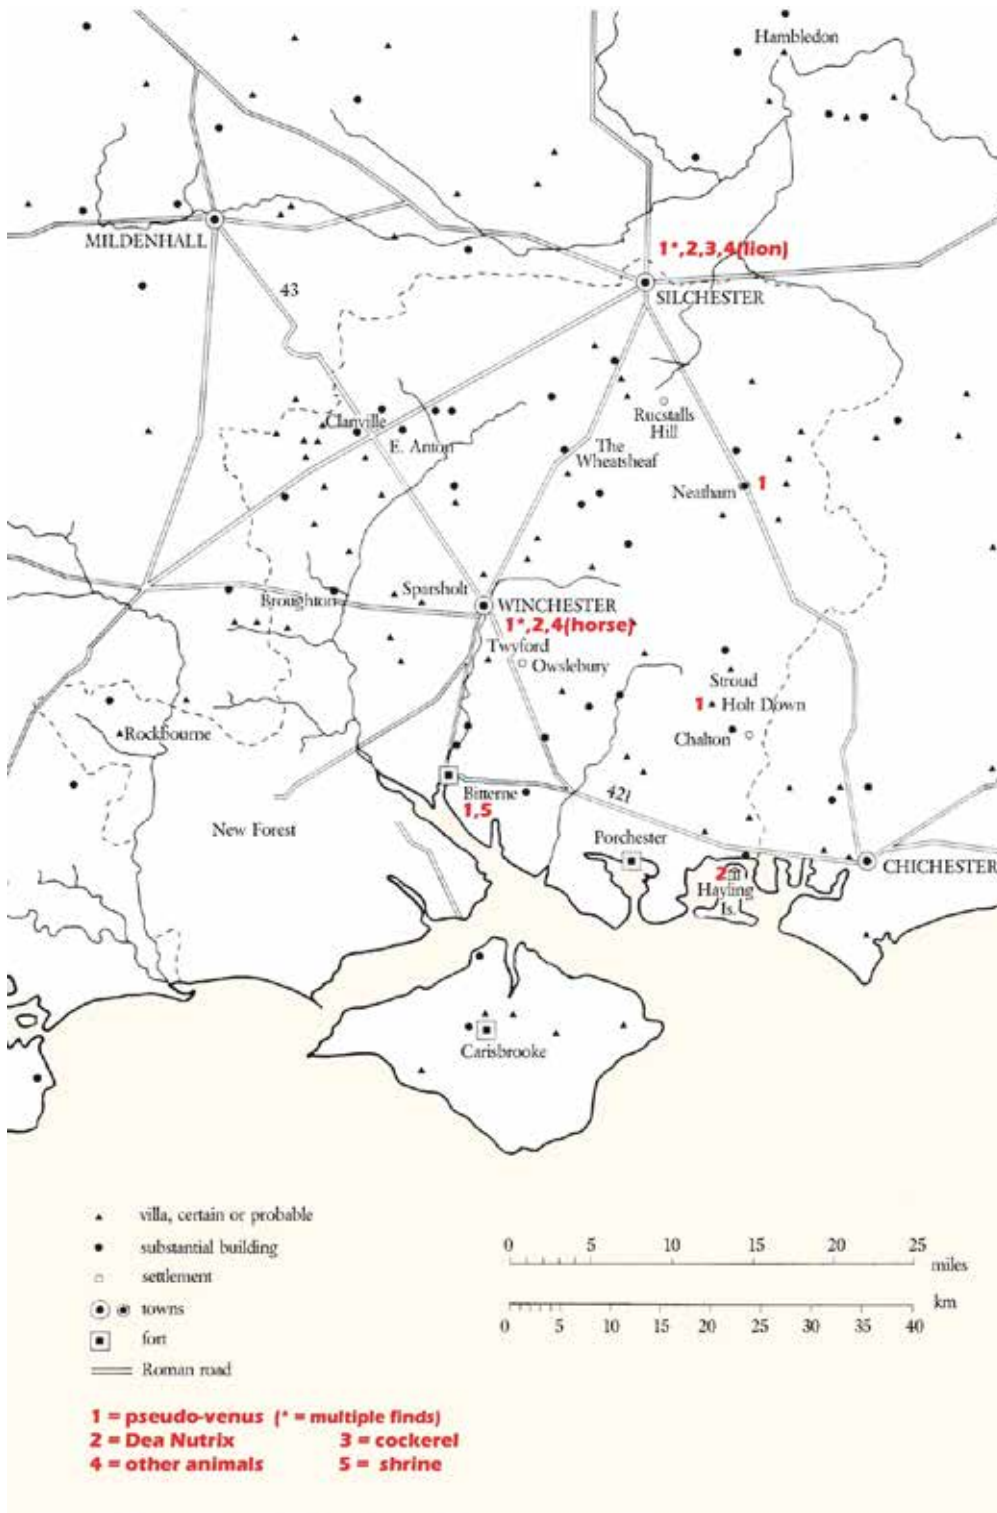 Hambledon
MILDENHALL
1*,2,3,4(lion)
SILCHESTER
43
Clanville
E. Anton
Rucstalls
Hill
The
Wheatsheaf
Neatham
1
Sparsholt
Broughton
WINCHESTER
1*,2,4(horse)
Twyford
Owslebury
Stroud
1
Holt Down
Rockbourne
Chalton
Bitterne
1,5
421
New Forest
Porchester
CHICHESTER
2
Hayling
Is.
Carisbrooke
villa, certain or probable
substantial building
settlement
towns
fort
Roman road
0 5 10 15 20 25
miles
km
0 5 10 15 20 25 30 35 40
1 = pseudo-venus (* = multiple finds)
2 = Dea Nutrix 3 = cockerel
4 = other animals 5 = shrine